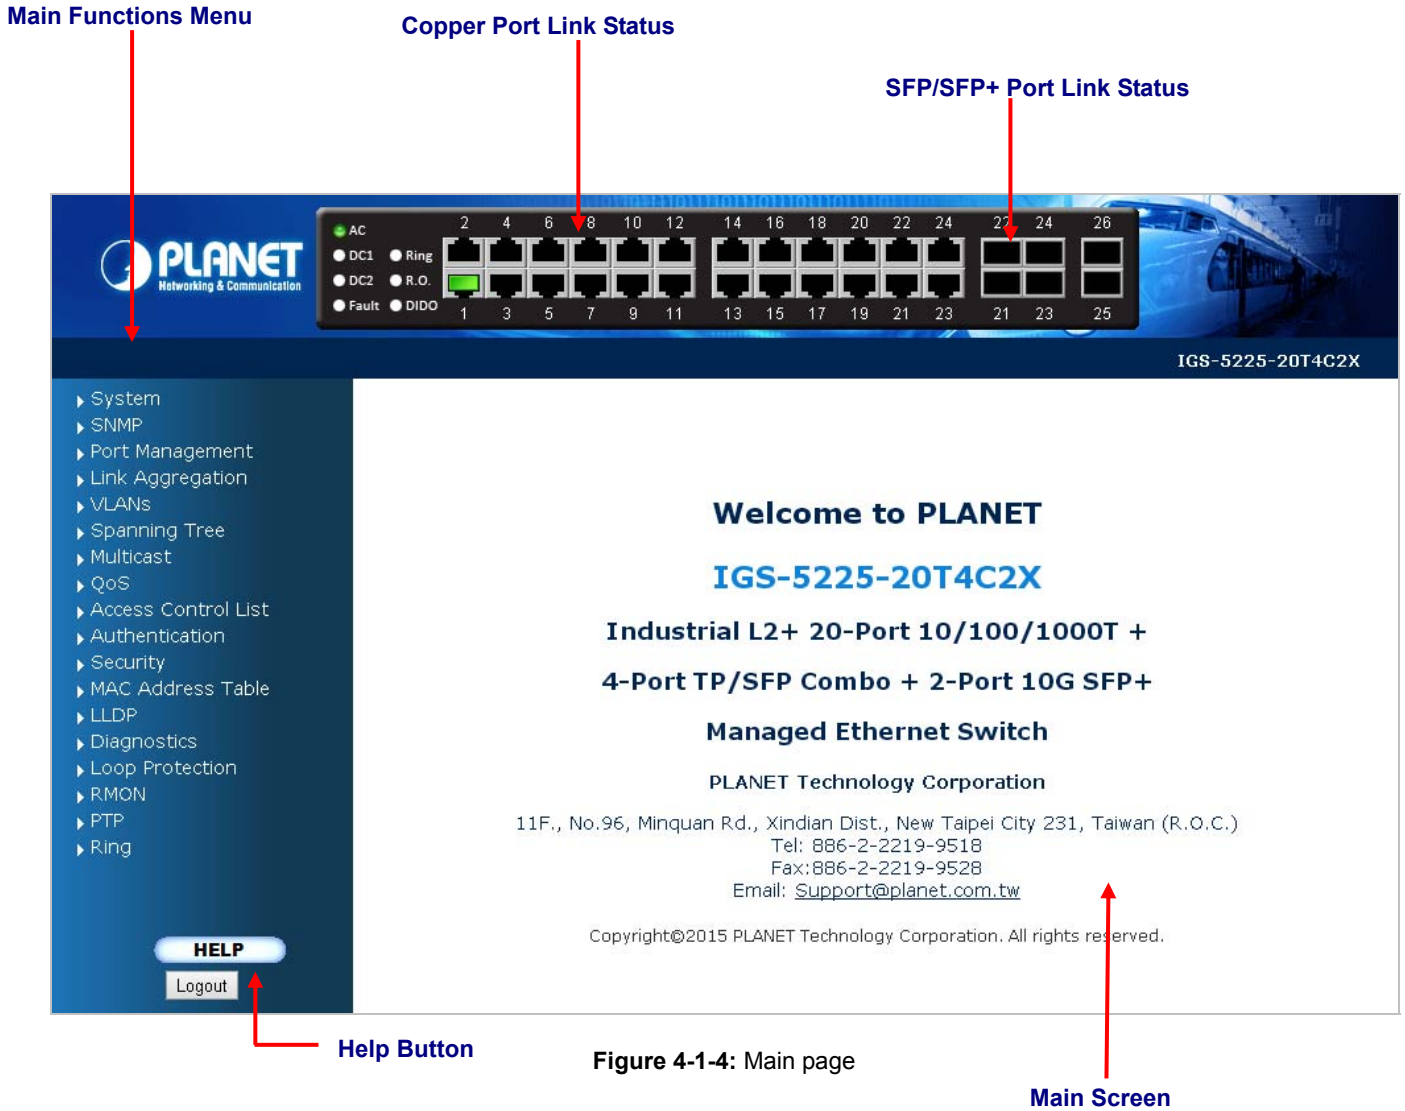 Main Functions Menu
Copper Port Link Status
SFP/SFP+ Port Link Status
PLANET
Networking & Communication
AC
DC1 Ring
DC2 R.O.
Fault DIDO
2 4 6 8 10 12 14 16 18 20 22 24 22 24 26
1 3 5 7 9 11 13 15 17 19 21 23 21 23 25
IGS-5225-20T4C2X
System
SNMP
Port Management
Link Aggregation
VLANs
Spanning Tree
Multicast
QoS
Access Control List
Authentication
Security
MAC Address Table
LLDP
Diagnostics
Loop Protection
RMON
PTP
Ring
HELP
Logout
Welcome to PLANET
IGS-5225-20T4C2X
Industrial L2+ 20-Port 10/100/1000T +
4-Port TP/SFP Combo + 2-Port 10G SFP+
Managed Ethernet Switch
PLANET Technology Corporation
11F., No.96, Minquan Rd., Xindian Dist., New Taipei City 231, Taiwan (R.O.C.)
Tel: 886-2-2219-9518
Fax:886-2-2219-9528
Email: Support@planet.com.tw
Copyright©2015 PLANET Technology Corporation. All rights reserved.
Help Button
Figure 4-1-4: Main page
Main Screen